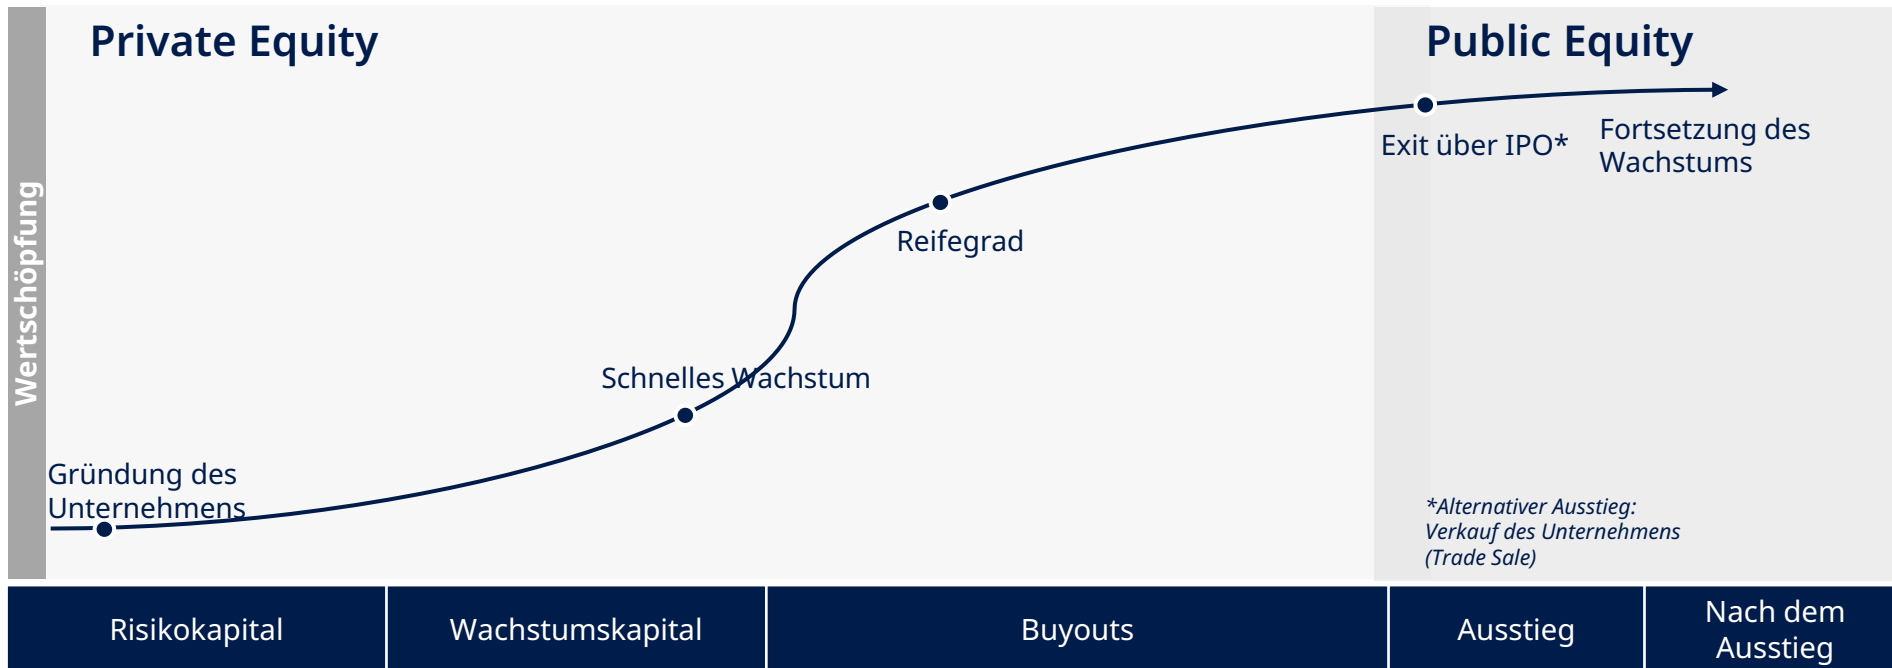 Private Equity
Public Equity
Wertschöpfung
Exit über IPO*
Fortsetzung des
Wachstums
Reifegrad
Schnelles Wachstum
Gründung des
Unternehmens
*Alternativer Ausstieg:
Verkauf des Unternehmens
(Trade Sale)
Risikokapital
Wachstumskapital
Buyouts
Ausstieg
Nach dem
Ausstieg